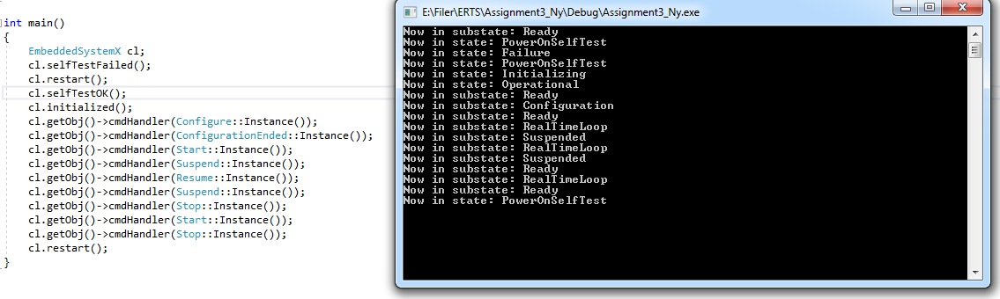 int main()
{
EmbeddedSystemX cl;
cl.selfTestFailed();
cl.restart();
cl.selfTestOK();
cl.initialized();
cl.getObj()->cmdHandler(Configure::Instance());
cl.getObj()->cmdHandler(ConfigurationEnded::Instance());
cl.getObj()->cmdHandler(Start::Instance());
cl.getObj()->cmdHandler(Suspend::Instance());
cl.getObj()->cmdHandler(Resume::Instance());
cl.getObj()->cmdHandler(Suspend::Instance());
cl.getObj()->cmdHandler(Stop::Instance());
cl.getObj()->cmdHandler(Start::Instance());
cl.getObj()->cmdHandler(Stop::Instance());
cl.restart();
}
E:\Filer\ERTS\Assignment3_Ny\Debug\Assignment3_Ny.exe
Now in substate: Ready
Now in state: PowerOnSelfTest
Now in state: Failure
Now in state: PowerOnSelfTest
Now in state: Initializing
Now in state: Operational
Now in substate: Ready
Now in substate: Configuration
Now in substate: Ready
Now in substate: RealTimeLoop
Now in substate: Suspended
Now in substate: RealTimeLoop
Now in substate: Suspended
Now in substate: Ready
Now in substate: RealTimeLoop
Now in substate: Ready
Now in state: PowerOnSelfTest